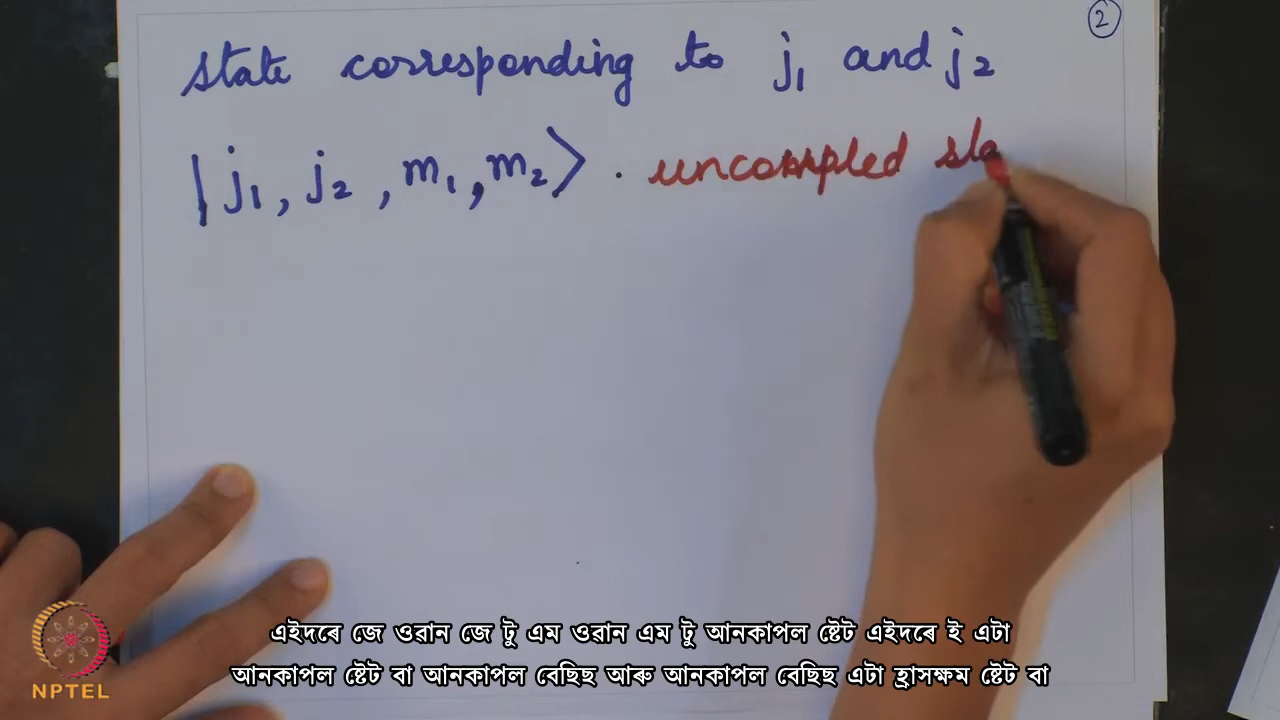 2
state corresponding to j1 and j2
|j1, j2, m1, m2⟩ . uncoupled sta
এইদৰে জে ওৱান জে টু এম ওৱান এম টু আনকাপল ষ্টেট এইদৰে ই এটা
আনকাপল ষ্টেট বা আনকাপল বেছিছ আৰু আনকাপল বেছিছ এটা হ্ৰাসক্ষম ষ্টেট বা
NPTEL